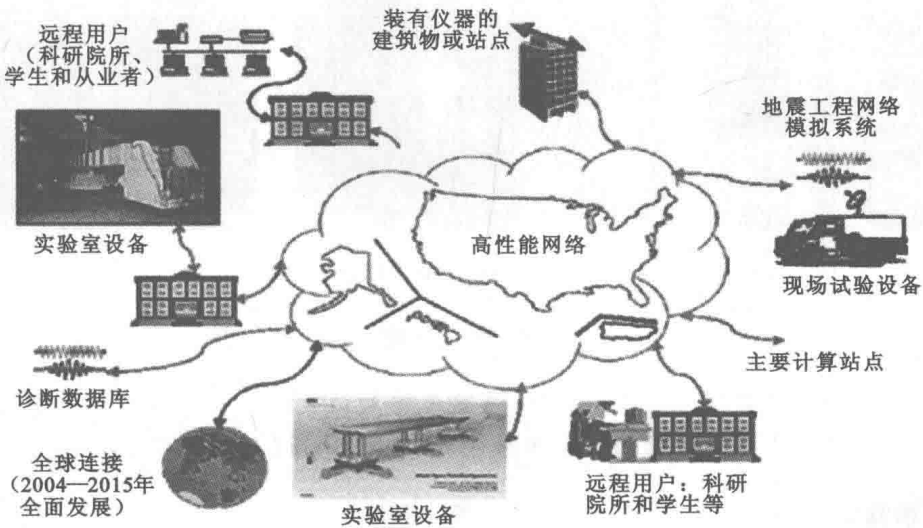 远程用户
（科研院所、
学生和从业者）
装有仪器的
建筑物或站点
地震工程网络
模拟系统
实验室设备
高性能网络
现场试验设备
诊断数据库
主要计算站点
全球连接
（2004—2015年
全面发展）
实验室设备
远程用户：科研
院所和学生等